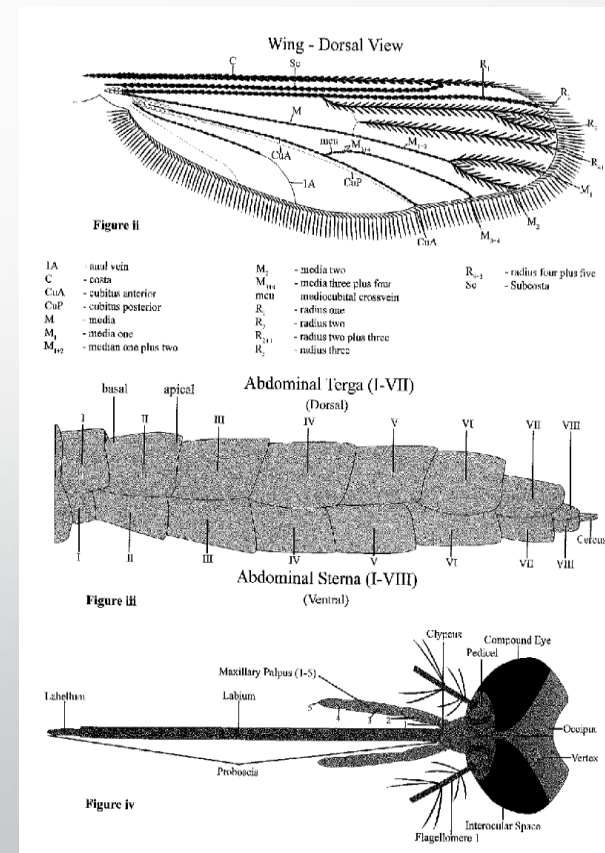 Wing - Dorsal View
C
Sc
R₁
R₂
M
mcu
M₃₊₄
M₁₊₂
CuA
1A
CuP
M₁
M₂
M₃₊₄
CuA
Figure ii
1A - anal vein
C - costa
CuA - cubitus anterior
CuP - cubitus posterior
M - media
M₁ - media one
M₁₊₂ - median one plus two
M₂ - media two
M₃₊₄ - media three plus four
mcu - mediocubital crossvein
R₁ - radius one
R₂ - radius two
R₂₊₃ - radius two plus three
R₃ - radius three
R₄₊₅ - radius four plus five
Sc - Subcosta
Abdominal Terga (I-VII)
(Dorsal)
basal
apical
I II III IV V VI VII VIII
Cercus
I II III IV V VI VII VIII
Abdominal Sterna (I-VIII)
(Ventral)
Figure iii
Clypeus
Compound Eye
Pedicel
Maxillary Palpus (1-5)
Labellum
Labium
5 4 3 2 1
Occiput
Vertex
Proboscis
Interocular Space
Flagellomere 1
Figure iv